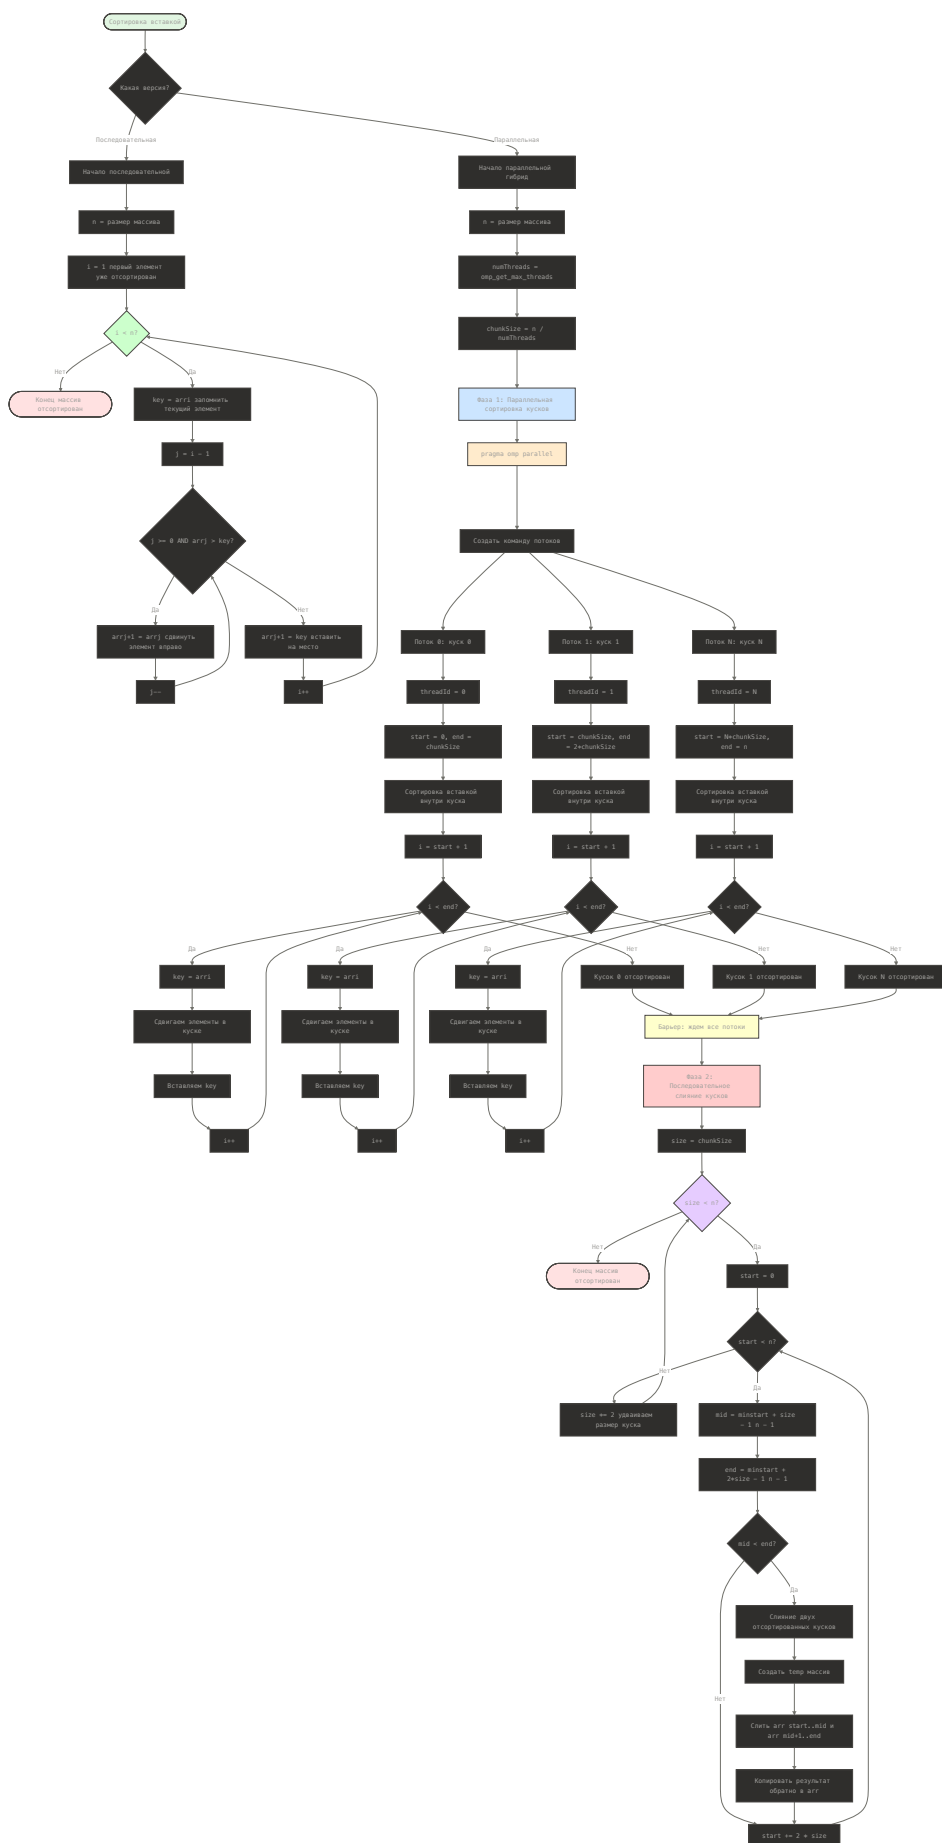 Сортировка вставкой
Какая версия?
Последовательная
Параллельная
Начало последовательной
n = размер массива
i = 1 первый элемент
уже отсортирован
i < n?
Нет
Да
Конец массив
отсортирован
key = arri запомнить
текущий элемент
j = i - 1
j >= 0 AND arrj > key?
Да
Нет
arrj+1 = arrj сдвинуть
элемент вправо
j--
arrj+1 = key вставить
на место
i++
Начало параллельной
гибрид
n = размер массива
numThreads =
omp_get_max_threads
chunkSize = n /
numThreads
Фаза 1: Параллельная
сортировка кусков
pragma omp parallel
Создать команду потоков
Поток 0: куск 0
Поток 1: куск 1
Поток N: куск N
threadId = 0
threadId = 1
threadId = N
start = 0, end =
chunkSize
start = chunkSize, end
= 2*chunkSize
start = N*chunkSize,
end = n
Сортировка вставкой
внутри куска
Сортировка вставкой
внутри куска
Сортировка вставкой
внутри куска
i = start + 1
i = start + 1
i = start + 1
i < end?
i < end?
i < end?
Да
Да
Да
Нет
Нет
Нет
key = arri
key = arri
key = arri
Кусок 0 отсортирован
Кусок 1 отсортирован
Кусок N отсортирован
Сдвигаем элементы в
куске
Сдвигаем элементы в
куске
Сдвигаем элементы в
куске
Барьер: ждем все потоки
Вставляем key
Вставляем key
Вставляем key
Фаза 2:
Последовательное
слияние кусков
i++
i++
i++
size = chunkSize
size < n?
Нет
Да
Конец массив
отсортирован
start = 0
start < n?
Нет
Да
size *= 2 удваиваем
размер куска
mid = minstart + size
- 1 n - 1
end = minstart +
2*size - 1 n - 1
mid < end?
Да
Слияние двух
отсортированных кусков
Создать temp массив
Нет
Слить arr start..mid и
arr mid+1..end
Копировать результат
обратно в arr
start += 2 * size